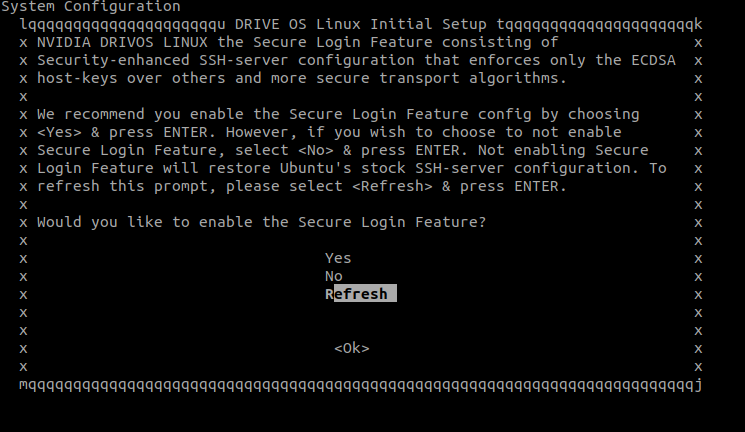 System Configuration
lqqqqqqqqqqqqqqqqqqqqqu DRIVE OS Linux Initial Setup tqqqqqqqqqqqqqqqqqqqqqk
x NVIDIA DRIVOS LINUX the Secure Login Feature consisting of x
x Security-enhanced SSH-server configuration that enforces only the ECDSA x
x host-keys over others and more secure transport algorithms. x
x x
x We recommend you enable the Secure Login Feature config by choosing x
x <Yes> & press ENTER. However, if you wish to choose to not enable x
x Secure Login Feature, select <No> & press ENTER. Not enabling Secure x
x Login Feature will restore Ubuntu's stock SSH-server configuration. To x
x refresh this prompt, please select <Refresh> & press ENTER. x
x x
x Would you like to enable the Secure Login Feature? x
x x
x Yes x
x No x
x Refresh x
x x
x x
x <Ok> x
x x
mqqqqqqqqqqqqqqqqqqqqqqqqqqqqqqqqqqqqqqqqqqqqqqqqqqqqqqqqqqqqqqqqqqqqqqqqqqj